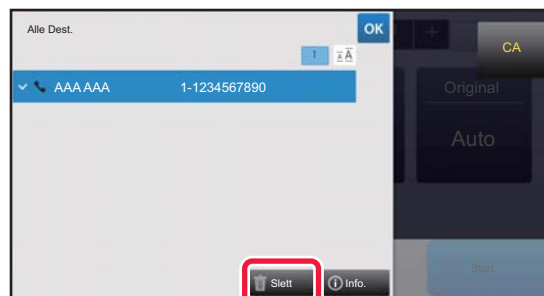 Alle Dest.
OK
CA
1
AAA AAA 1-1234567890
Original
Auto
Slett
Info.
Start